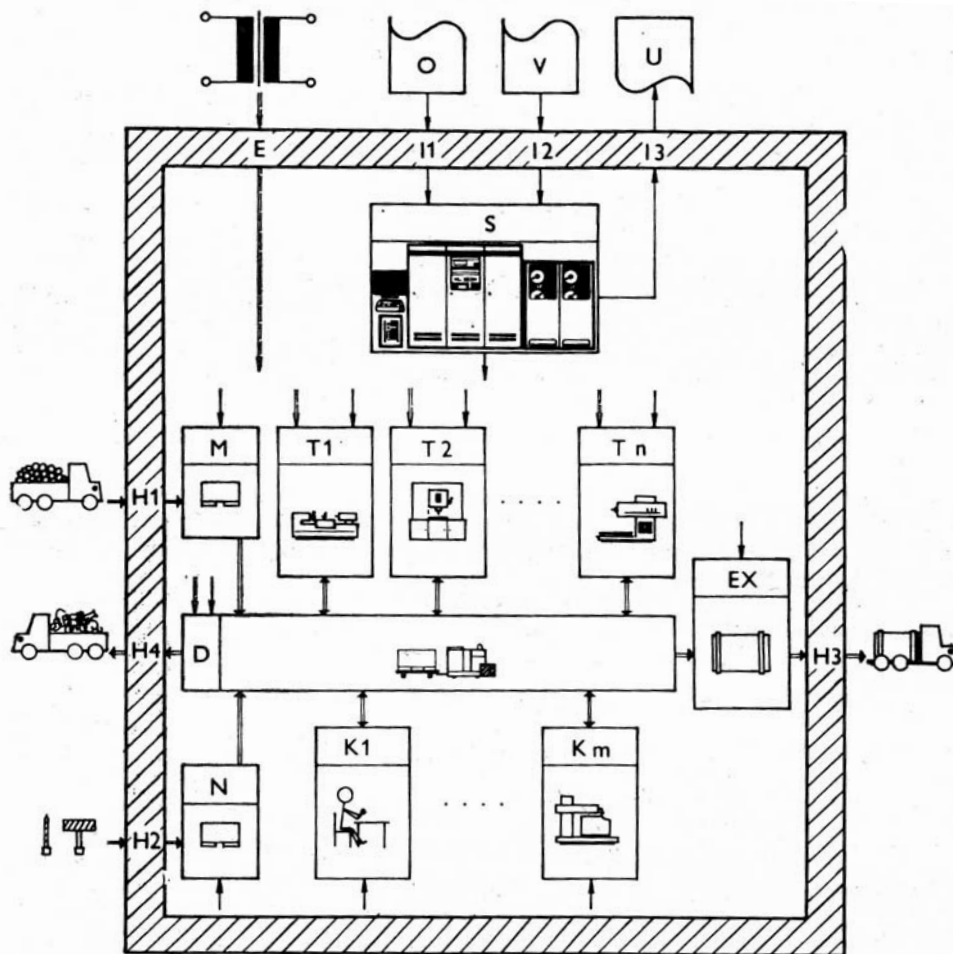 O V U
E I1 I2 I3
S
M T1 T2 . . . . T n
H1
EX
H4 D H3
K1 . . . . K m
N
H2